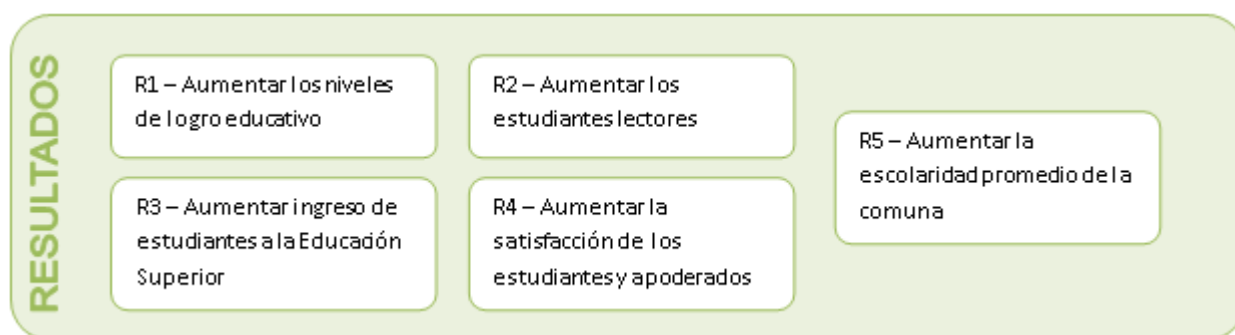 RESULTADOS
R1 – Aumentar los niveles
de logro educativo
R2 – Aumentar los
estudiantes lectores
R3 – Aumentar ingreso de
estudiantes a la Educación
Superior
R4 – Aumentar la
satisfacción de los
estudiantes y apoderados
R5 – Aumentar la
escolaridad promedio de la
comuna